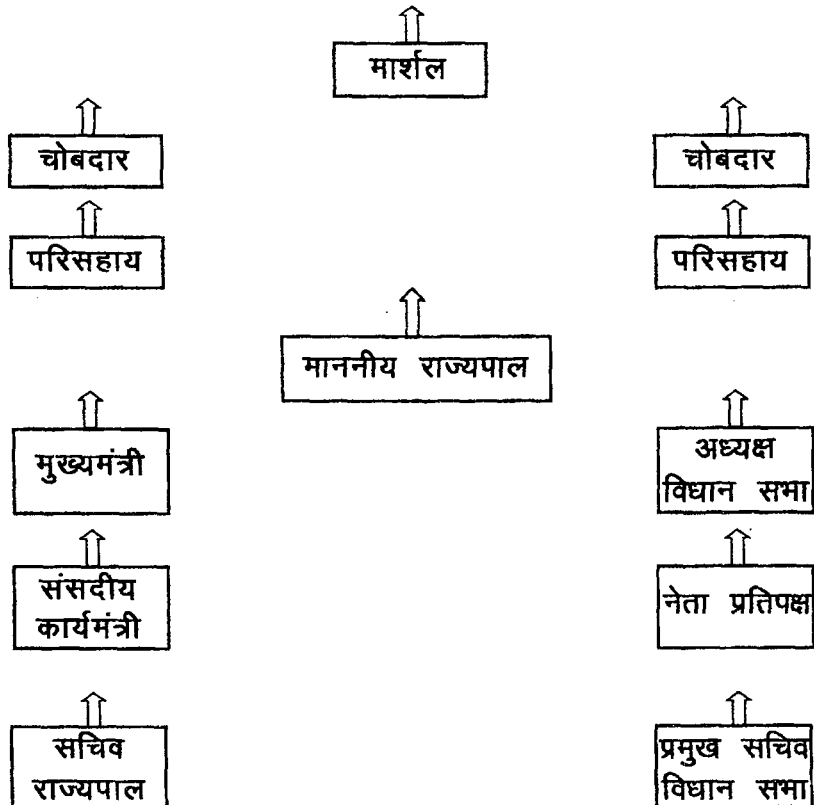 मार्शल
चोबदार
चोबदार
परिसहाय
परिसहाय
माननीय राज्यपाल
मुख्यमंत्री
अध्यक्ष
विधान सभा
संसदीय
कार्यमंत्री
नेता प्रतिपक्ष
सचिव
राज्यपाल
प्रमुख सचिव
विधान सभा